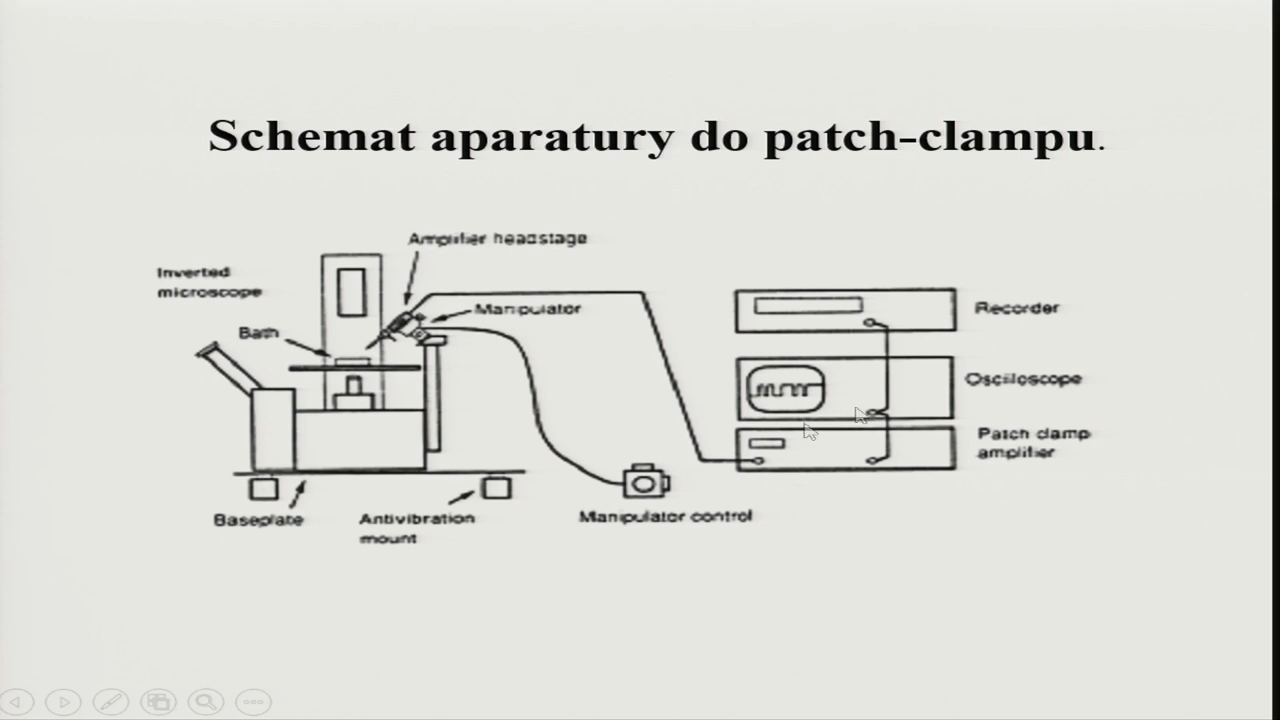 Schemat aparatury do patch-clampu.
Amplifier headstage
Inverted
microscope
Manipulator
Bath
Recorder
Oscilloscope
Patch clamp
amplifier
Baseplate
Antivibration
mount
Manipulator control